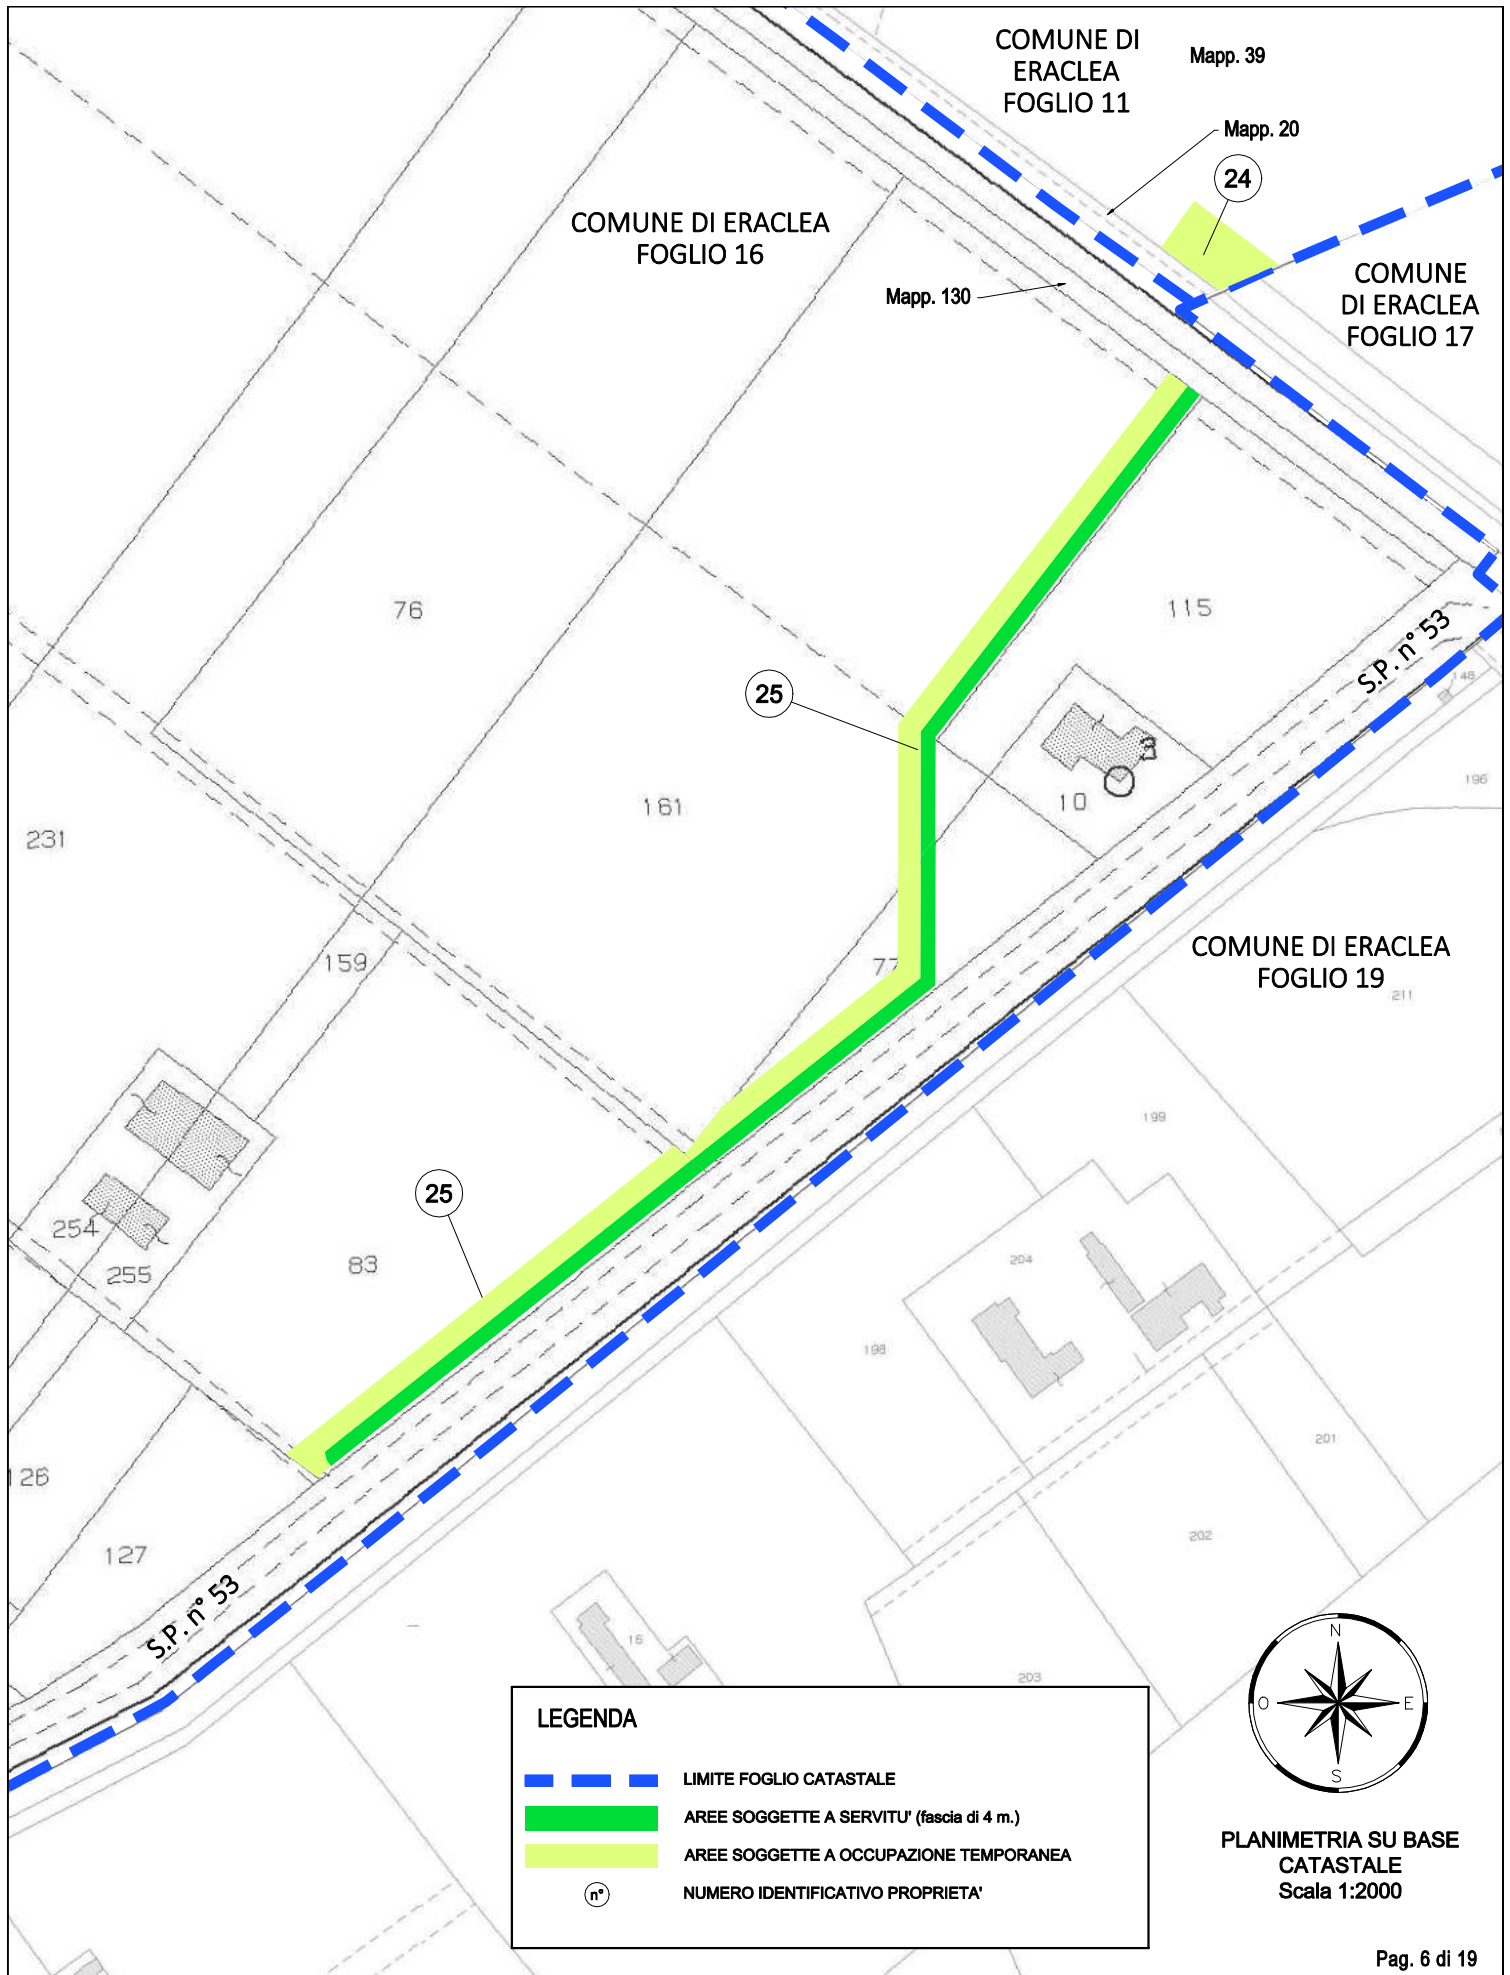 COMUNE DI
ERACLEA
FOGLIO 11
Mapp. 39
Mapp. 20
24
COMUNE DI ERACLEA
FOGLIO 16
Mapp. 130
COMUNE
DI ERACLEA
FOGLIO 17
76
115
S.P. n° 53
148
25
3
10
196
161
231
159
77
COMUNE DI ERACLEA
FOGLIO 19
211
199
25
254
255
83
204
198
201
126
127
202
S.P. n° 53
16
203
N
O
E
S
LEGENDA
LIMITE FOGLIO CATASTALE
AREE SOGGETTE A SERVITU' (fascia di 4 m.)
AREE SOGGETTE A OCCUPAZIONE TEMPORANEA
n°
NUMERO IDENTIFICATIVO PROPRIETA'
PLANIMETRIA SU BASE
CATASTALE
Scala 1:2000
Pag. 6 di 19